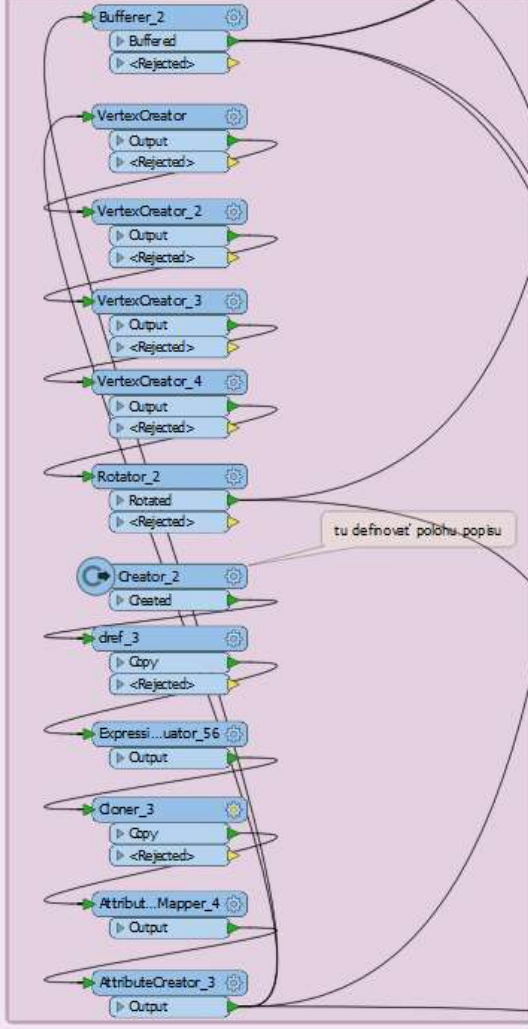 Bufferer_2
Buffered
<Rejected>
VertexCreator
Output
<Rejected>
VertexCreator_2
Output
<Rejected>
VertexCreator_3
Output
<Rejected>
VertexCreator_4
Output
<Rejected>
Rotator_2
Rotated
<Rejected>
tu definovať polohu popisu
Creator_2
Created
dref_3
Copy
<Rejected>
Expressi...uator_56
Output
Cloner_3
Copy
<Rejected>
Attribut...Mapper_4
Output
AttributeCreator_3
Output